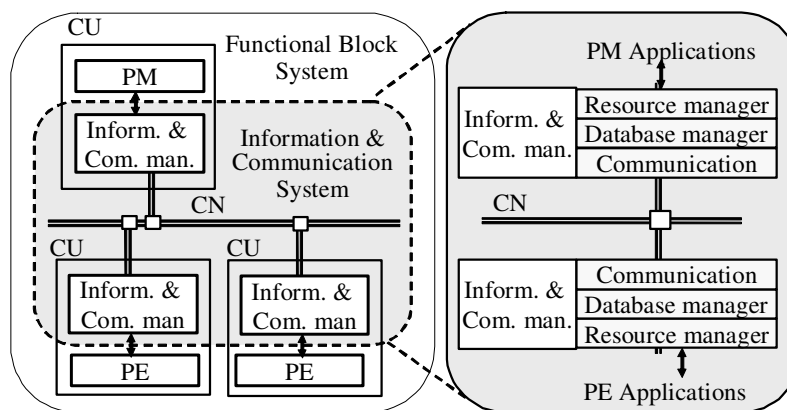 CU
Functional Block
System
PM
Inform. &
Com. man.
Information &
Communication
System
CN
CU
Inform. &
Com. man
PE
CU
Inform. &
Com. man
PE
PM Applications
Inform. &
Com. man.
Resource manager
Database manager
Communication
CN
Inform. &
Com. man.
Communication
Database manager
Resource manager
PE Applications